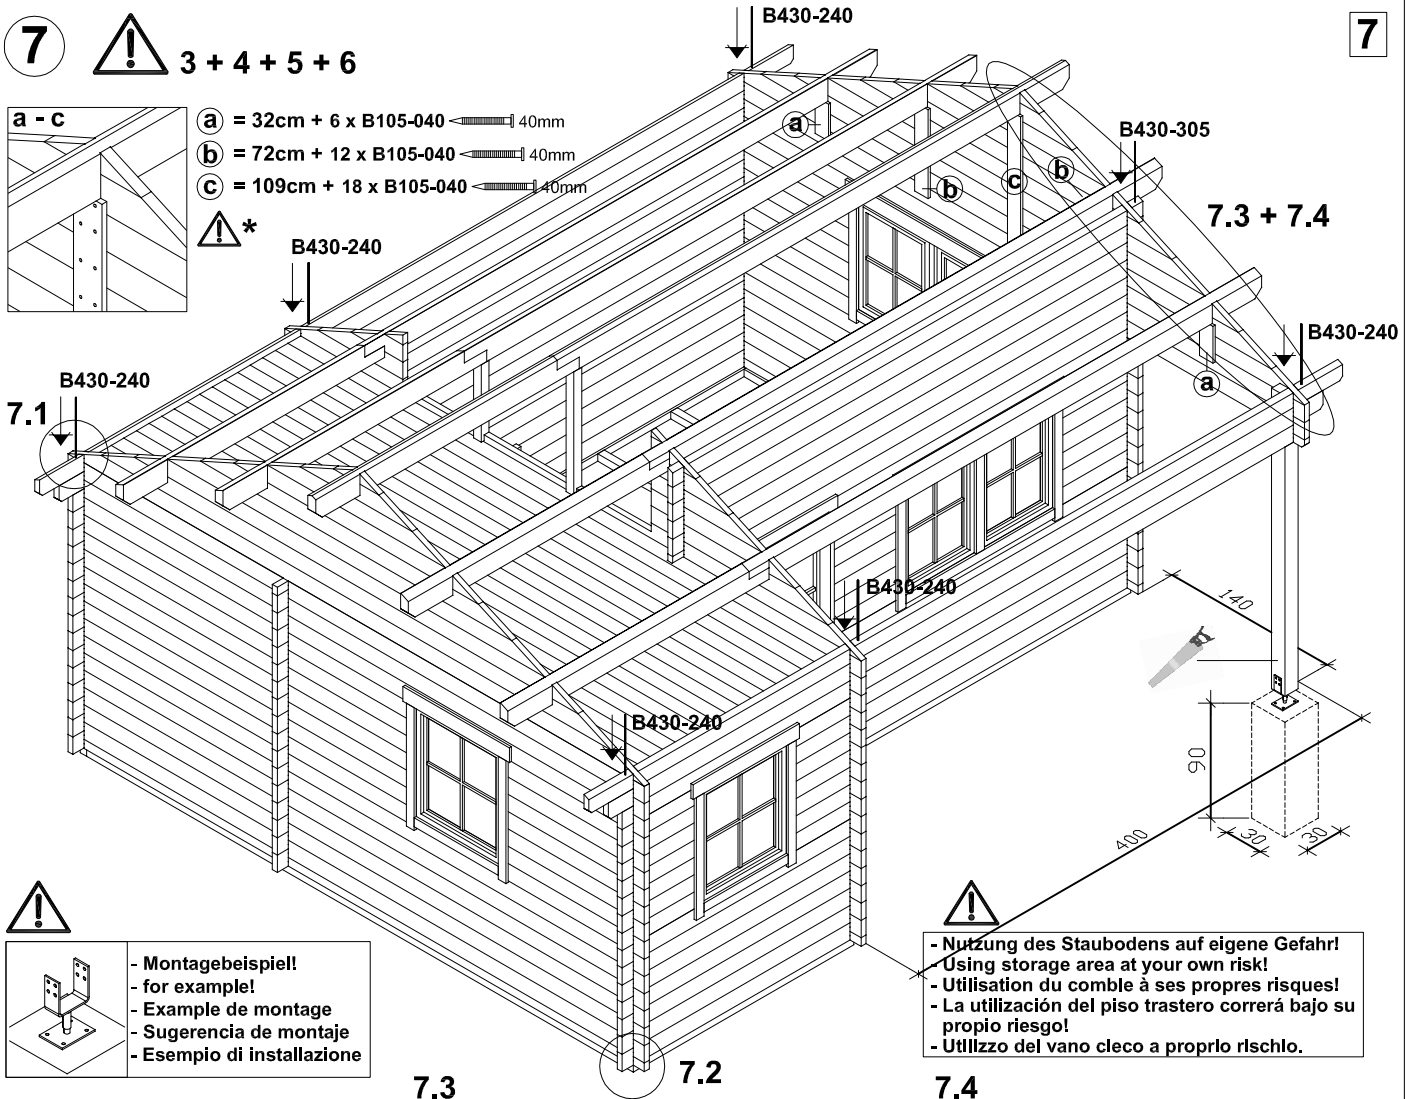 7
3 + 4 + 5 + 6
B430-240
7
a - c
a = 32cm + 6 x B105-040 40mm
b = 72cm + 12 x B105-040 40mm
c = 109cm + 18 x B105-040 40mm
*
a
b
c
b
B430-305
7.3 + 7.4
B430-240
B430-240
a
B430-240
7.1
B430-240
140
B430-240
90
400
30
30
- Montagebeispiel!
- for example!
- Example de montage
- Sugerencia de montaje
- Esempio di installazione
- Nutzung des Staubodens auf eigene Gefahr!
- Using storage area at your own risk!
- Utilisation du comble à ses propres risques!
- La utilización del piso trastero correrá bajo su
propio riesgo!
- Utilizzo del vano cieco a proprio rischio.
7.3
7.2
7.4